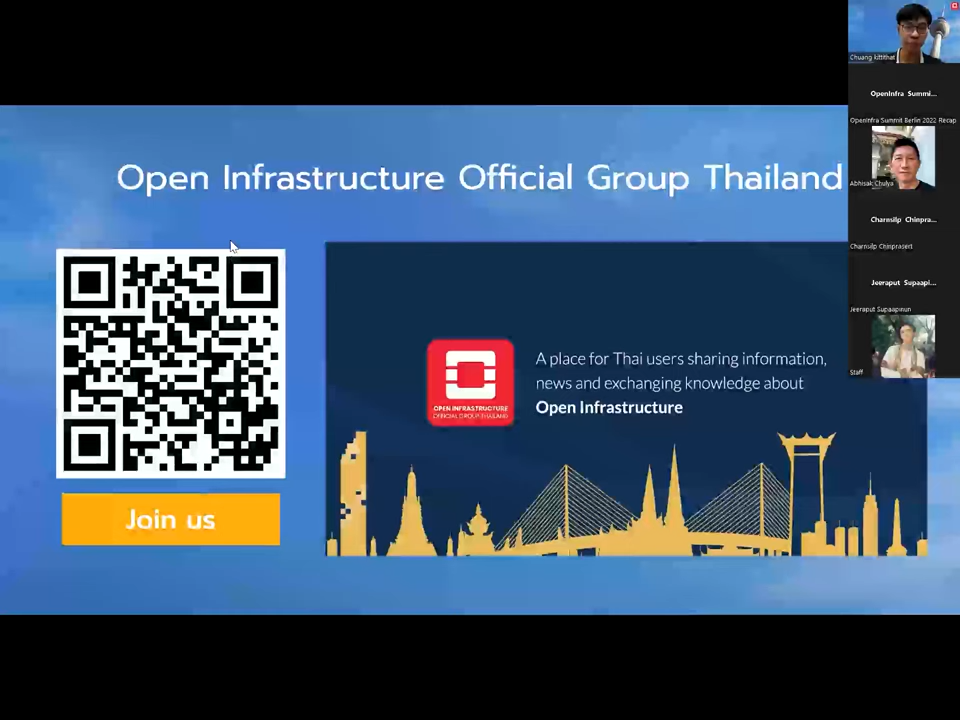 Chuang kittithat
OpenInfra Summi...
OpenInfra Summit Berlin 2022 Recap
Abhisak Chulya
Charnsilp Chinpra...
Charnsilp Chinprasert
Jeeraput Supaapi...
Jeeraput Supaapinun
Staff
Open Infrastructure Official Group Thailand
Join us
OPEN INFRASTRUCTURE
OFFICIAL GROUP THAILAND
A place for Thai users sharing information,
news and exchanging knowledge about
Open Infrastructure